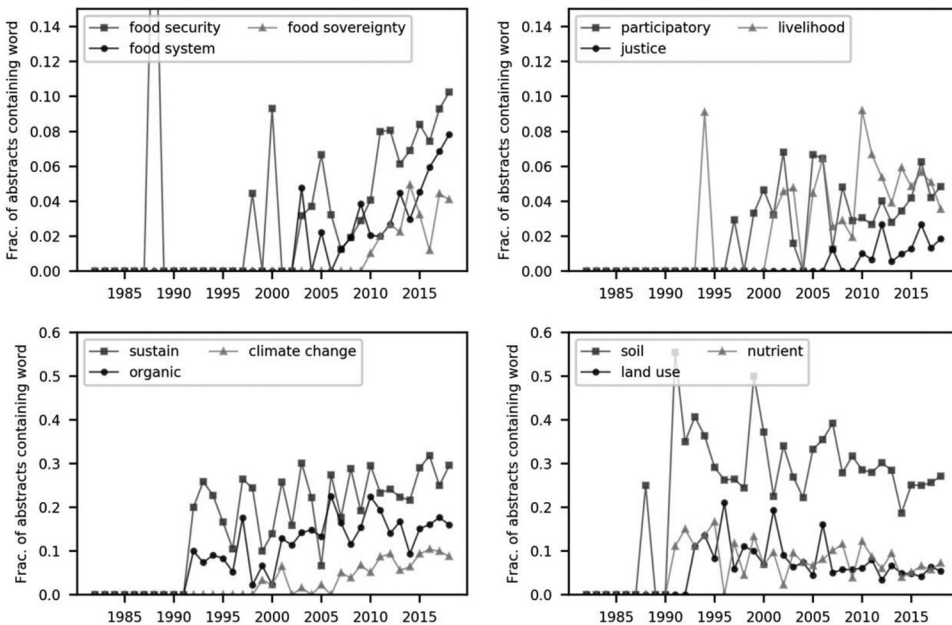 Frac. of abstracts containing word
0.14
0.12
0.10
0.08
0.06
0.04
0.02
0.00
food security
food sovereignty
food system
1985 1990 1995 2000 2005 2010 2015
Frac. of abstracts containing word
0.14
0.12
0.10
0.08
0.06
0.04
0.02
0.00
participatory
livelihood
justice
1985 1990 1995 2000 2005 2010 2015
Frac. of abstracts containing word
0.6
0.5
0.4
0.3
0.2
0.1
0.0
sustain
climate change
organic
1985 1990 1995 2000 2005 2010 2015
Frac. of abstracts containing word
0.6
0.5
0.4
0.3
0.2
0.1
0.0
soil
nutrient
land use
1985 1990 1995 2000 2005 2010 2015